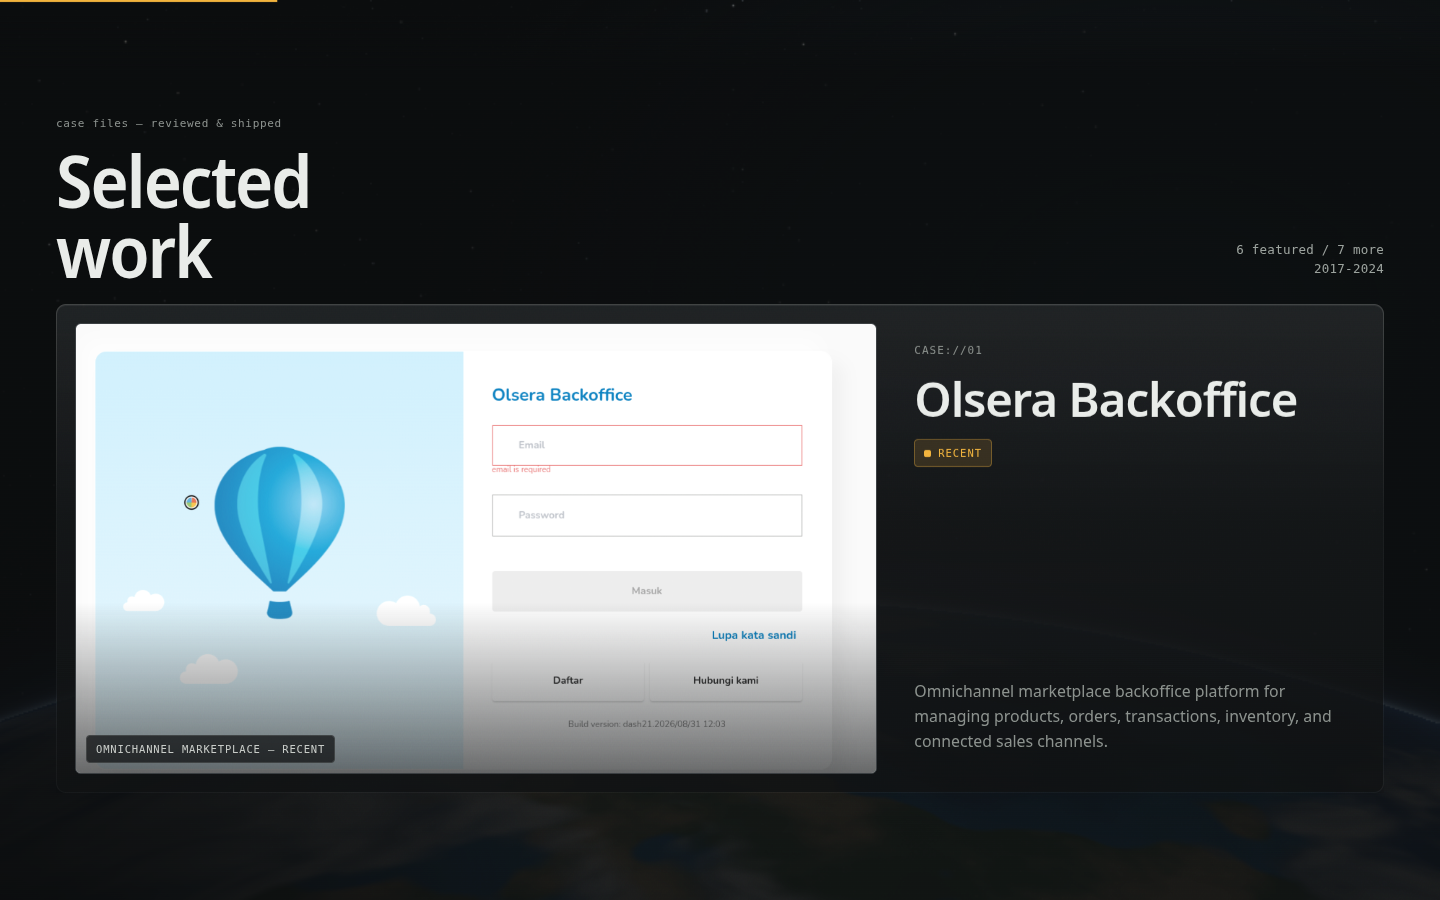 case files — reviewed & shipped
Selected
work
6 featured / 7 more
2017-2024
Olsera Backoffice
Email
email is required
Password
Masuk
Lupa kata sandi
Daftar
Hubungi kami
Build version: dash21.2026/08/31 12:03
OMNICHANNEL MARKETPLACE — RECENT
CASE://01
Olsera Backoffice
RECENT
Omnichannel marketplace backoffice platform for
managing products, orders, transactions, inventory, and
connected sales channels.